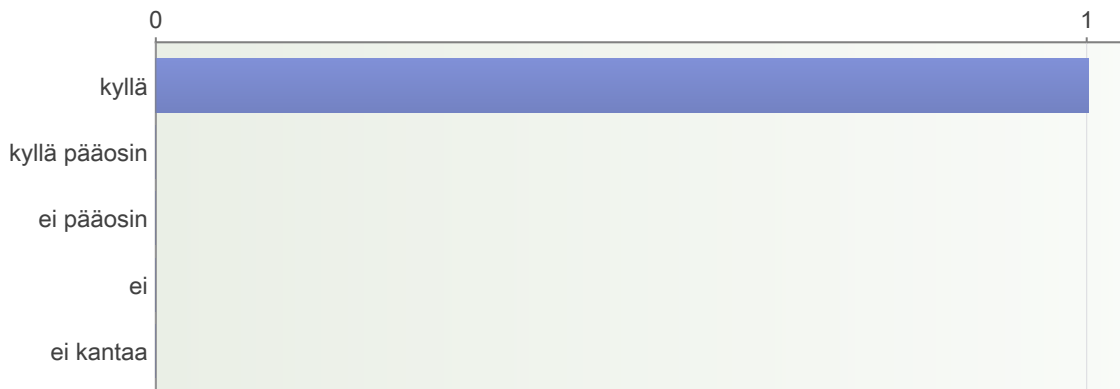 0 1
kyllä
kyllä pääosin
ei pääosin
ei
ei kantaa